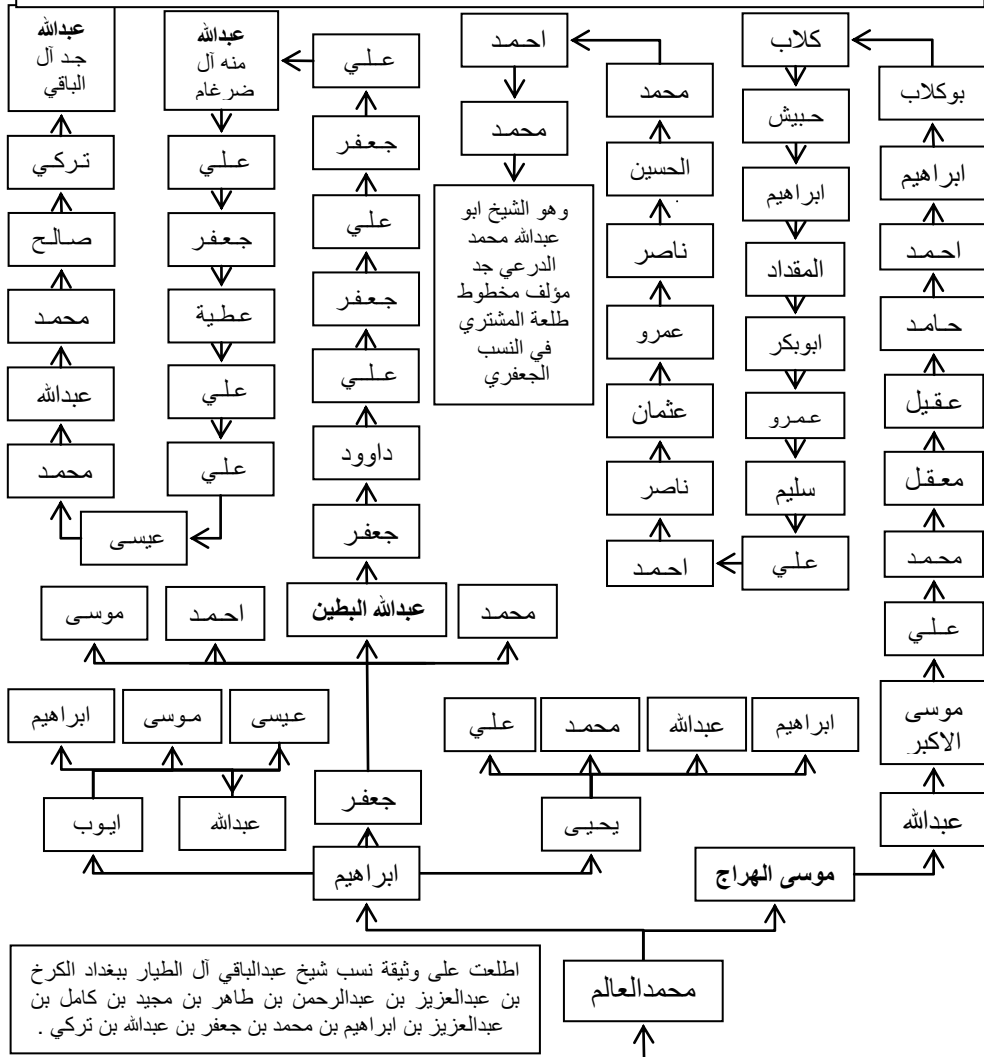 عبدالله
جد آل
الباقي
تركي
صالح
محمد
عبدالله
محمد
عيسى
عبدالله
منه آل
ضرغام
علي
جعفر
عطية
علي
علي
علي
جعفر
علي
جعفر
علي
داوود
جعفر
عبدالله البطين
احمد
محمد
وهو الشيخ ابو
عبدالله محمد
الدرعي جد
مؤلف مخطوط
طلعة المشتري
في النسب
الجعفري
محمد
الحسين
ناصر
عمرو
عثمان
ناصر
احمد
كلاب
حبيش
ابراهيم
المقداد
ابوبكر
عمرو
سليم
علي
بوكلاب
ابراهيم
احمد
حامد
عقيل
معقل
محمد
علي
موسى
الاكبر
عبدالله
موسى الهراج
محمد
احمد
موسى
ابراهيم
عبدالله
محمد
علي
يحيى
عيسى
موسى
ابراهيم
عبدالله
ايوب
جعفر
ابراهيم
محمدالعالم
اطلعت على وثيقة نسب شيخ عبدالباقي آل الطيار ببغداد الكرخ
بن عبدالعزيز بن عبدالرحمن بن طاهر بن مجيد بن كامل بن
عبدالعزيز بن ابراهيم بن محمد بن جعفر بن عبدالله بن تركي .